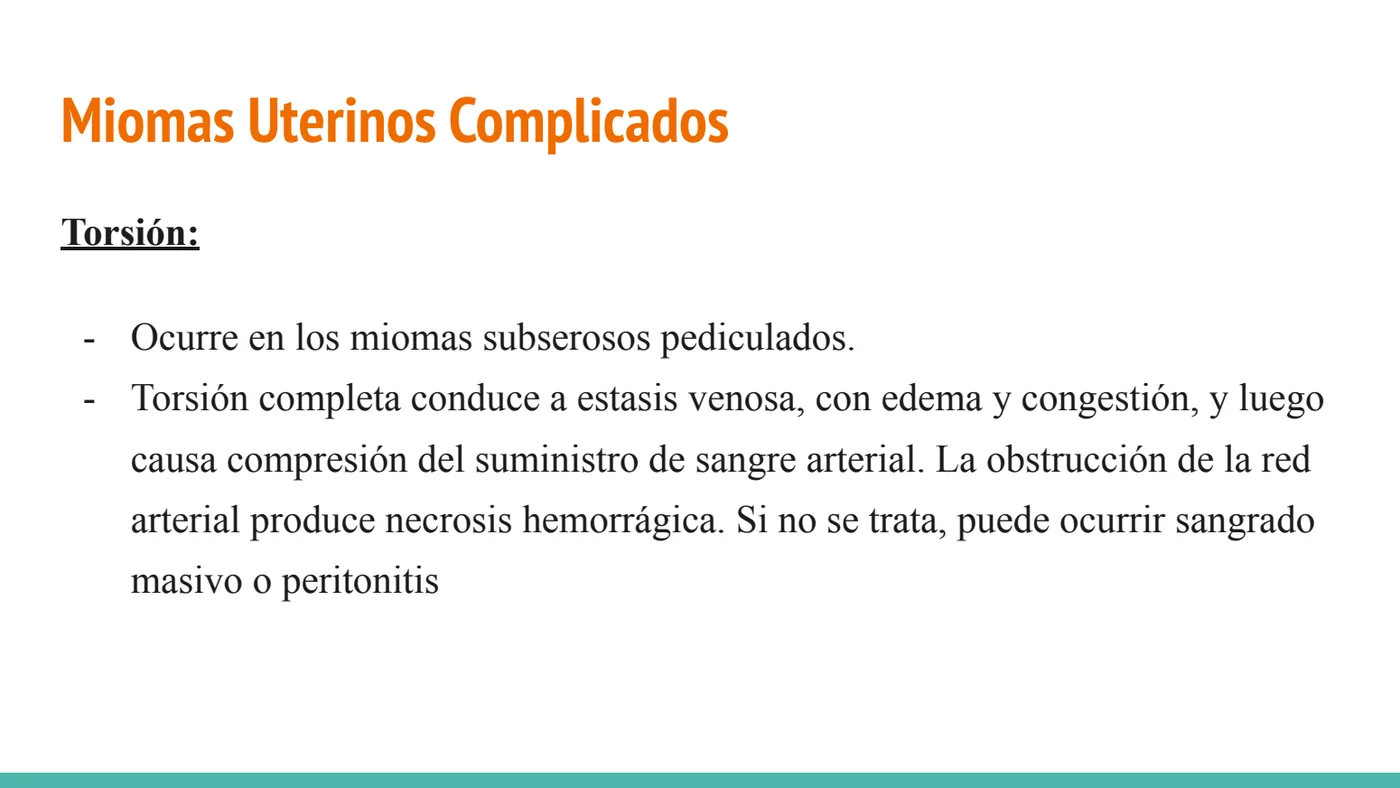 Miomas Uterinos Complicados
Torsión:
- Ocurre en los miomas subserosos pediculados.
- Torsión completa conduce a estasis venosa, con edema y congestión, y luego
causa compresión del suministro de sangre arterial. La obstrucción de la red
arterial produce necrosis hemorrágica. Si no se trata, puede ocurrir sangrado
masivo o peritonitis